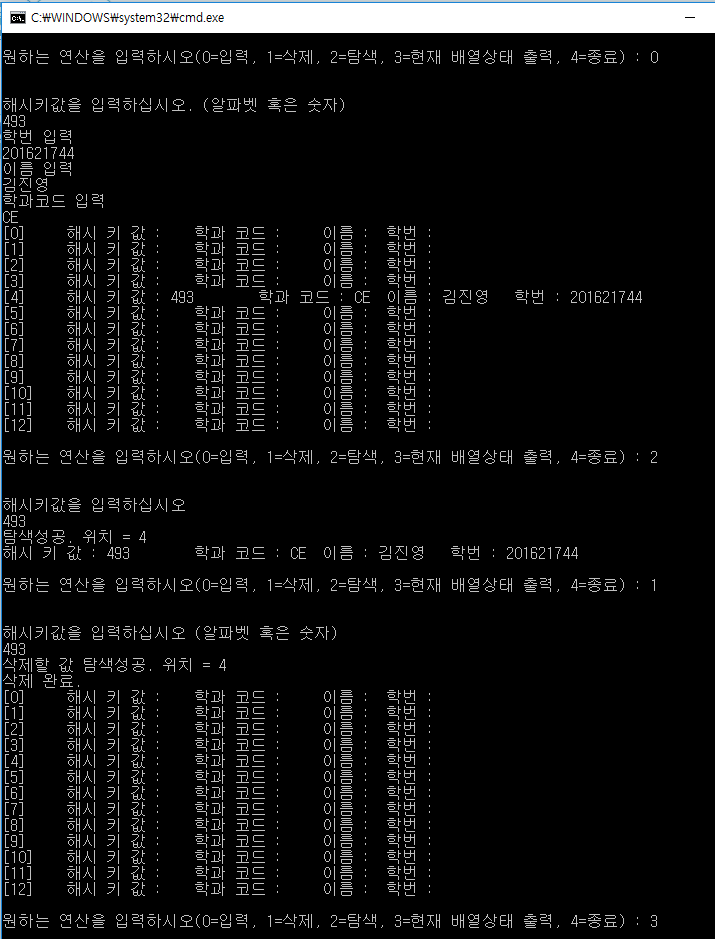 C:₩WINDOWS₩system32₩cmd.exe
원하는 연산을 입력하시오(0=입력, 1=삭제, 2=탐색, 3=현재 배열상태 출력, 4=종료) : 0
해시키값을 입력하십시오. (알파벳 혹은 숫자)
493
학번 입력
201621744
이름 입력
김진영
학과코드 입력
CE
[0] 해시 키 값 : 학과 코드 : 이름 : 학번 :
[1] 해시 키 값 : 학과 코드 : 이름 : 학번 :
[2] 해시 키 값 : 학과 코드 : 이름 : 학번 :
[3] 해시 키 값 : 학과 코드 : 이름 : 학번 :
[4] 해시 키 값 : 493 학과 코드 : CE 이름 : 김진영 학번 : 201621744
[5] 해시 키 값 : 학과 코드 : 이름 : 학번 :
[6] 해시 키 값 : 학과 코드 : 이름 : 학번 :
[7] 해시 키 값 : 학과 코드 : 이름 : 학번 :
[8] 해시 키 값 : 학과 코드 : 이름 : 학번 :
[9] 해시 키 값 : 학과 코드 : 이름 : 학번 :
[10] 해시 키 값 : 학과 코드 : 이름 : 학번 :
[11] 해시 키 값 : 학과 코드 : 이름 : 학번 :
[12] 해시 키 값 : 학과 코드 : 이름 : 학번 :
원하는 연산을 입력하시오(0=입력, 1=삭제, 2=탐색, 3=현재 배열상태 출력, 4=종료) : 2
해시키값을 입력하십시오
493
탐색성공. 위치 = 4
해시 키 값 : 493 학과 코드 : CE 이름 : 김진영 학번 : 201621744
원하는 연산을 입력하시오(0=입력, 1=삭제, 2=탐색, 3=현재 배열상태 출력, 4=종료) : 1
해시키값을 입력하십시오 (알파벳 혹은 숫자)
493
삭제할 값 탐색성공. 위치 = 4
삭제 완료.
[0] 해시 키 값 : 학과 코드 : 이름 : 학번 :
[1] 해시 키 값 : 학과 코드 : 이름 : 학번 :
[2] 해시 키 값 : 학과 코드 : 이름 : 학번 :
[3] 해시 키 값 : 학과 코드 : 이름 : 학번 :
[4] 해시 키 값 : 학과 코드 : 이름 : 학번 :
[5] 해시 키 값 : 학과 코드 : 이름 : 학번 :
[6] 해시 키 값 : 학과 코드 : 이름 : 학번 :
[7] 해시 키 값 : 학과 코드 : 이름 : 학번 :
[8] 해시 키 값 : 학과 코드 : 이름 : 학번 :
[9] 해시 키 값 : 학과 코드 : 이름 : 학번 :
[10] 해시 키 값 : 학과 코드 : 이름 : 학번 :
[11] 해시 키 값 : 학과 코드 : 이름 : 학번 :
[12] 해시 키 값 : 학과 코드 : 이름 : 학번 :
원하는 연산을 입력하시오(0=입력, 1=삭제, 2=탐색, 3=현재 배열상태 출력, 4=종료) : 3